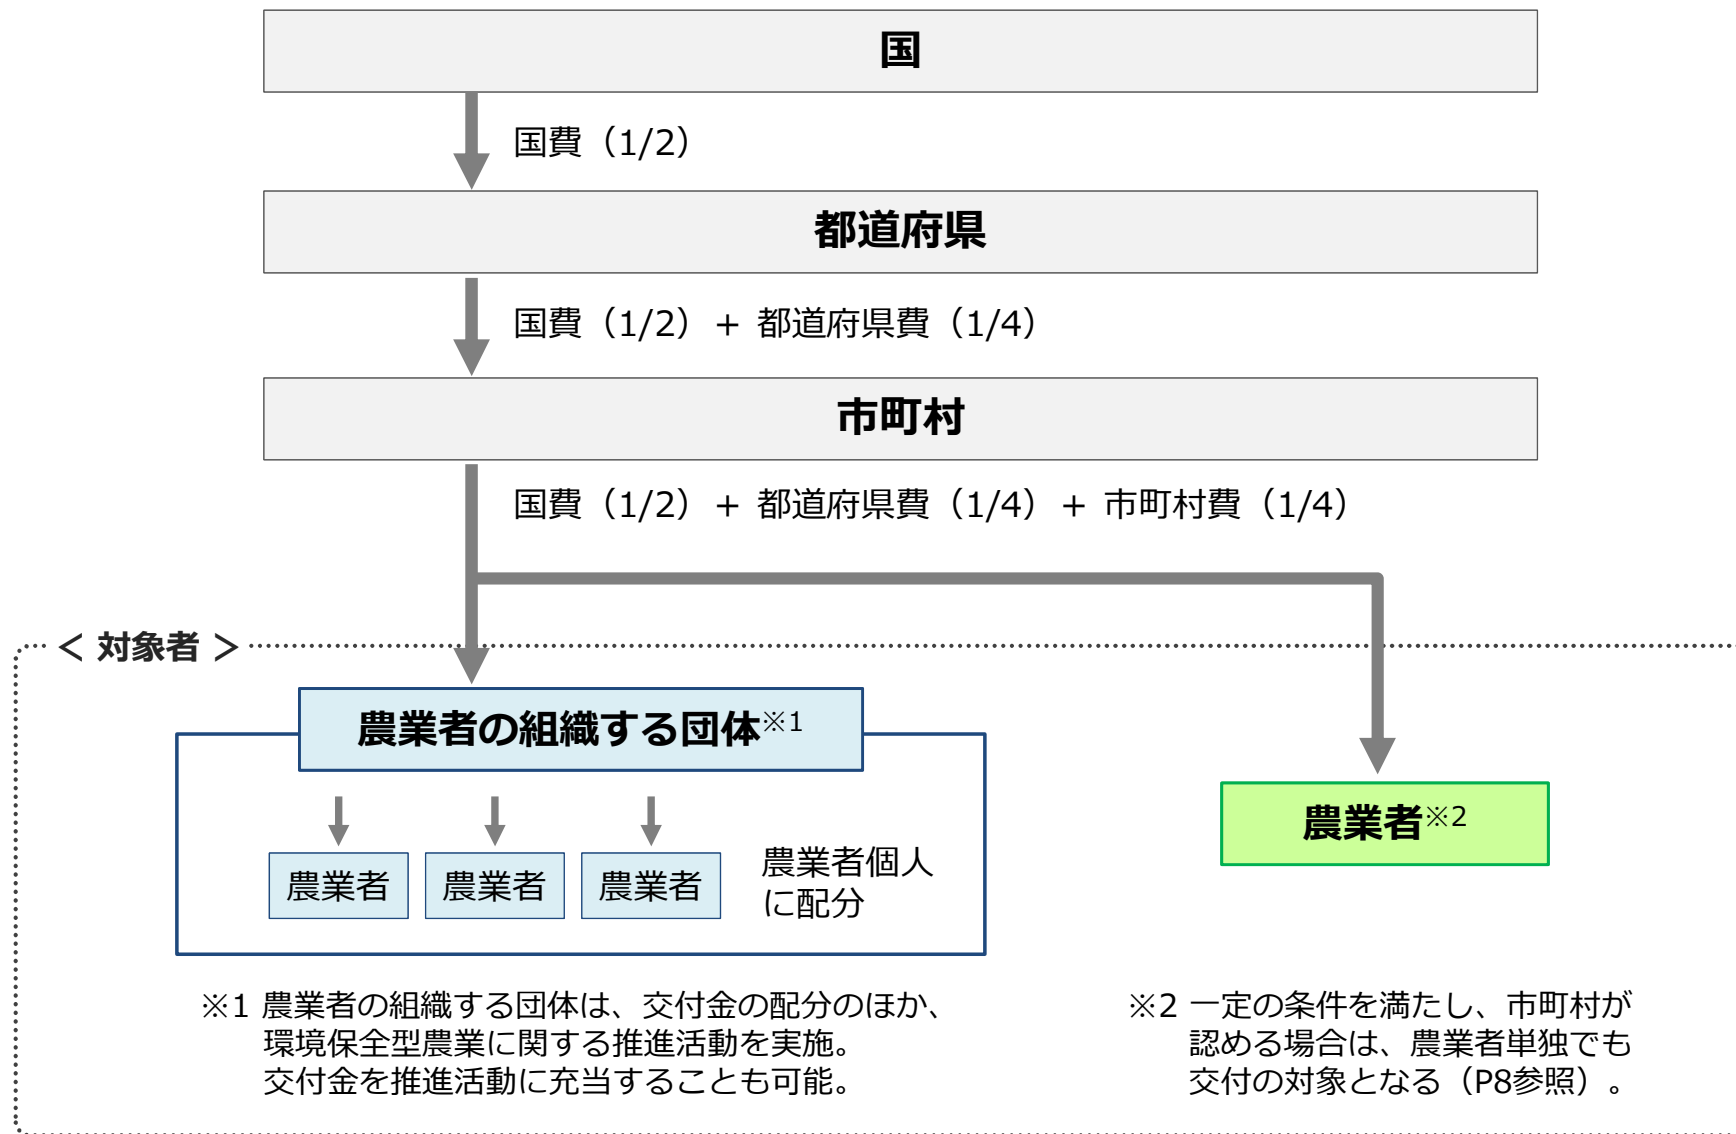 国
国費（1/2）
都道府県
国費（1/2）＋ 都道府県費（1/4）
市町村
国費（1/2）＋ 都道府県費（1/4）＋ 市町村費（1/4）
＜ 対象者 ＞
農業者の組織する団体※1
農業者 農業者 農業者
農業者個人
に配分
農業者※2
※1 農業者の組織する団体は、交付金の配分のほか、
環境保全型農業に関する推進活動を実施。
交付金を推進活動に充当することも可能。
※2 一定の条件を満たし、市町村が
認める場合は、農業者単独でも
交付の対象となる（P8参照）。